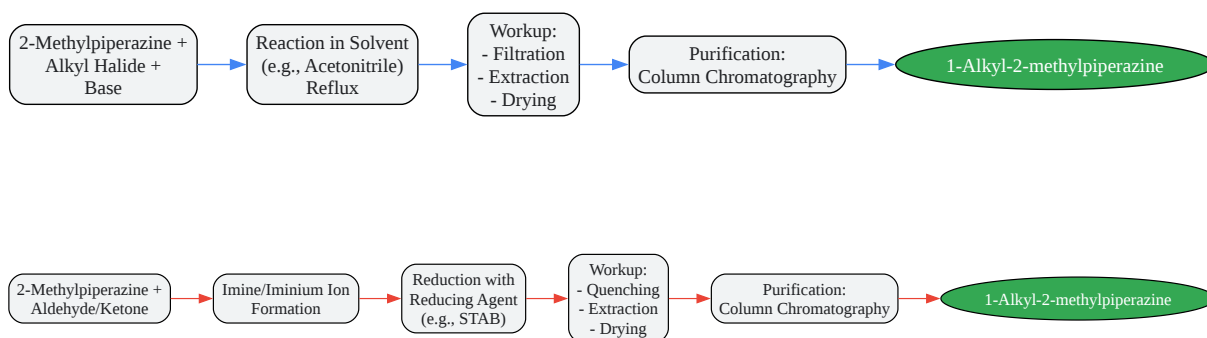 2-Methylpiperazine +
Alkyl Halide +
Base
Reaction in Solvent
(e.g., Acetonitrile)
Reflux
Workup:
- Filtration
- Extraction
- Drying
Purification:
Column Chromatography
1-Alkyl-2-methylpiperazine
2-Methylpiperazine +
Aldehyde/Ketone
Imine/Iminium Ion
Formation
Reduction with
Reducing Agent
(e.g., STAB)
Workup:
- Quenching
- Extraction
- Drying
Purification:
Column Chromatography
1-Alkyl-2-methylpiperazine